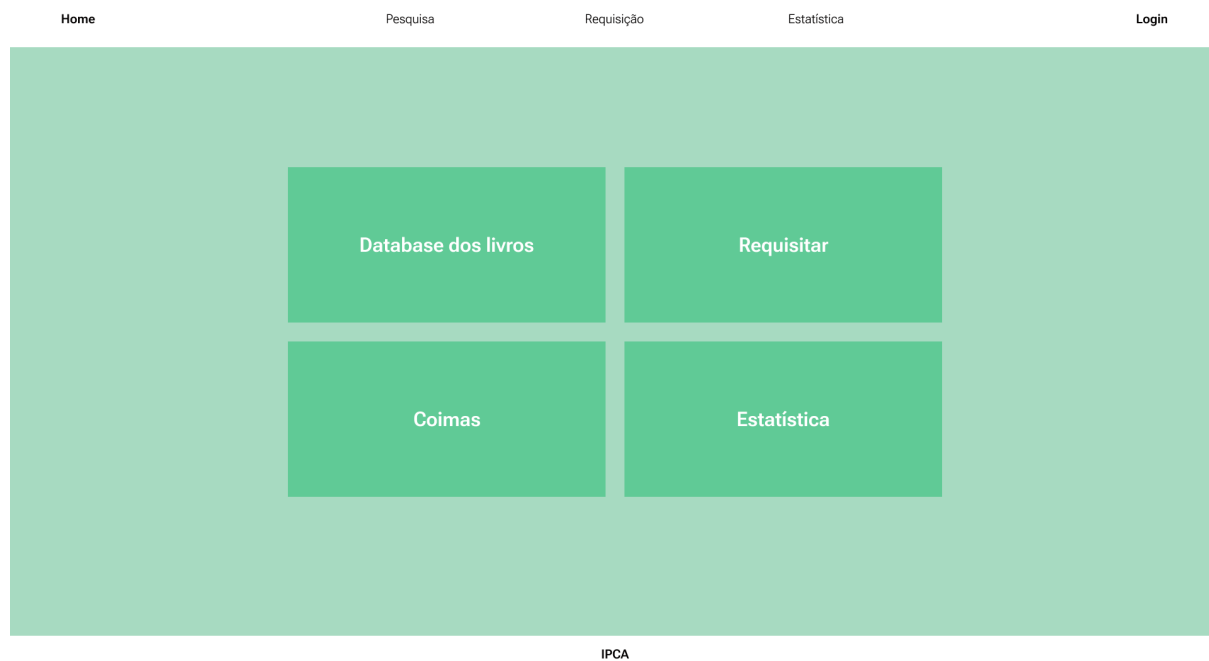 Home Pesquisa Requisição Estatística Login
Database dos livros Requisitar
Coimas Estatística
IPCA